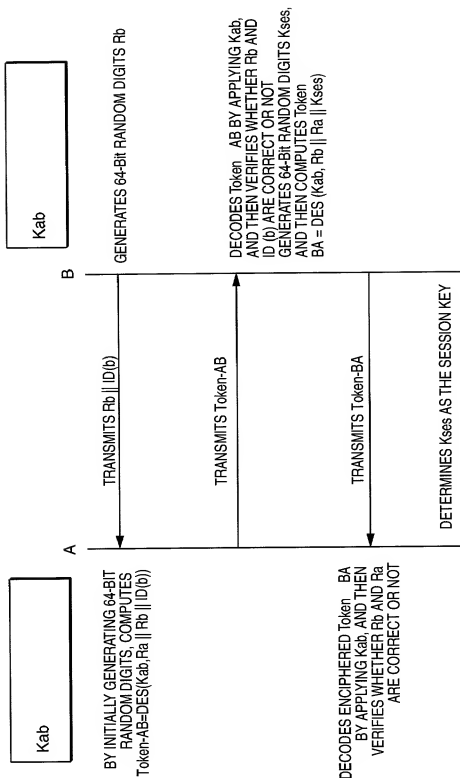 Kab
Kab
A
B
GENERATES 64-Bit RANDOM DIGITS Rb
TRANSMITS Rb || ID(b)
BY INITIALLY GENERATING 64-BIT
RANDOM DIGITS, COMPUTES
Token-AB=DES(Kab,Ra || Rb || ID(b))
TRANSMITS Token-AB
DECODES Token AB BY APPLYING Kab,
AND THEN VERIFIES WHETHER Rb AND
ID (b) ARE CORRECT OR NOT
GENERATES 64-Bit RANDOM DIGITS Kses,
AND THEN COMPUTES Token
BA = DES (Kab, Rb || Ra || Kses)
TRANSMITS Token-BA
DECODES ENCIPHERED Token BA
BY APPLYING Kab, AND THEN
VERIFIES WHETHER Rb AND Ra
ARE CORRECT OR NOT
DETERMINES Kses AS THE SESSION KEY